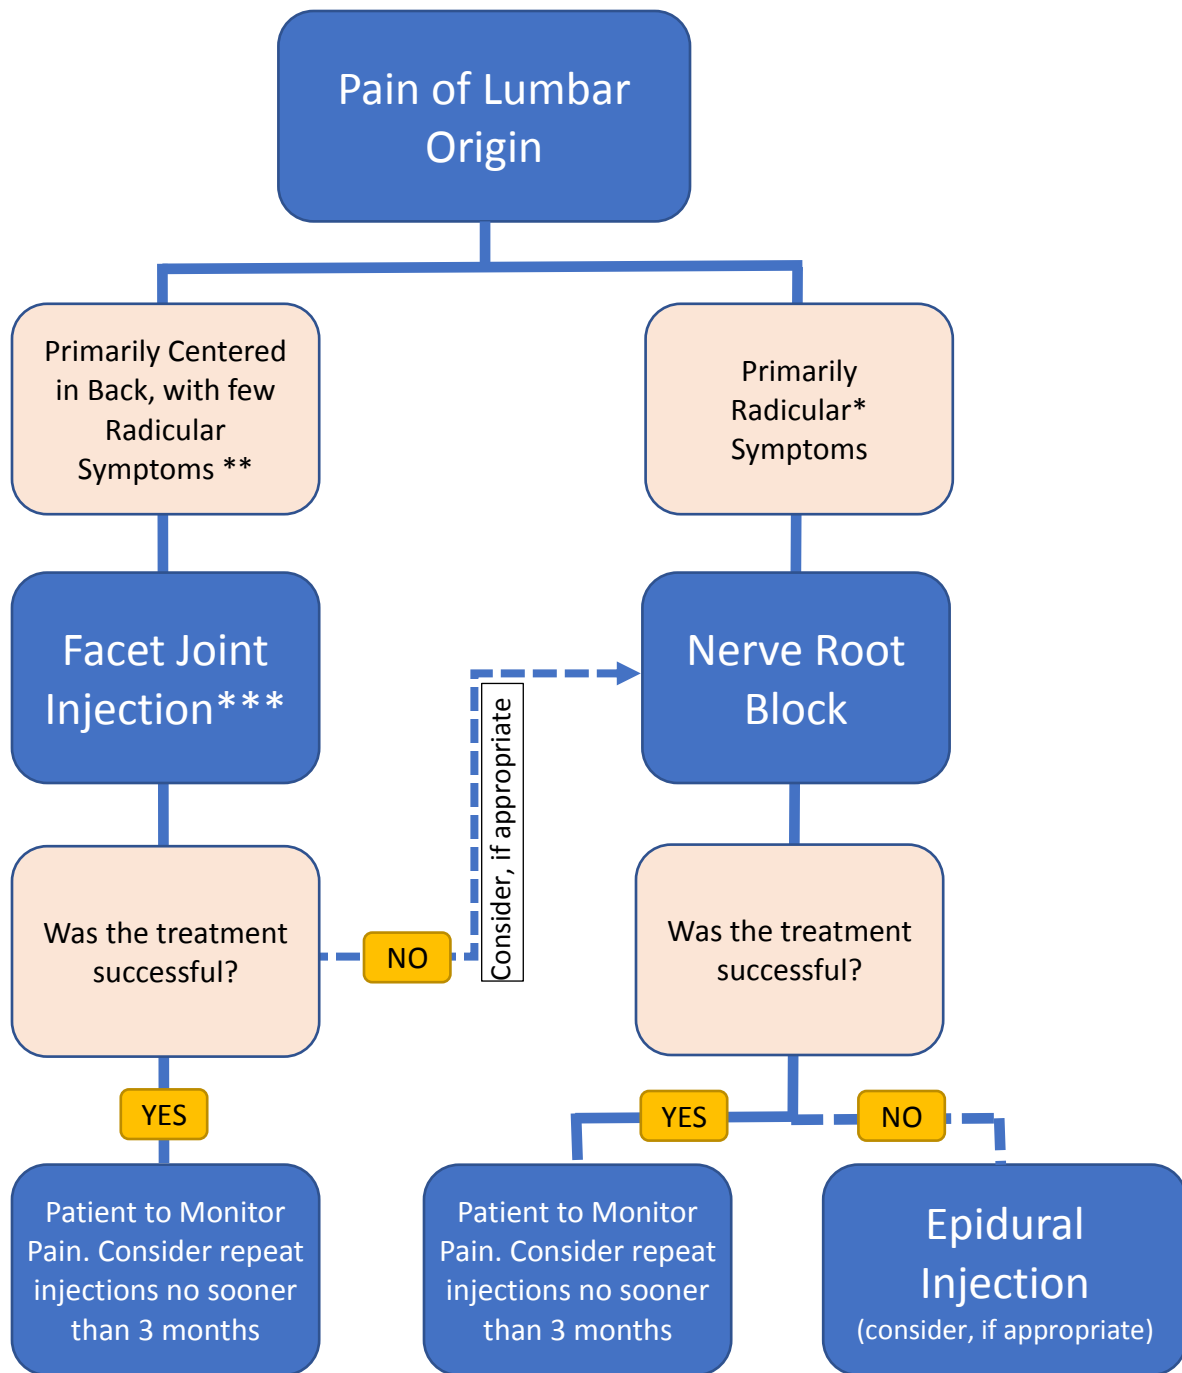 Pain of Lumbar
Origin
Primarily Centered
in Back, with few
Radicular
Symptoms **
Primarily
Radicular*
Symptoms
Facet Joint
Injection***
Nerve Root
Block
Consider, if appropriate
Was the treatment
successful?
NO
Was the treatment
successful?
YES
YES
NO
Patient to Monitor
Pain. Consider repeat
injections no sooner
than 3 months
Patient to Monitor
Pain. Consider repeat
injections no sooner
than 3 months
Epidural
Injection
(consider, if appropriate)